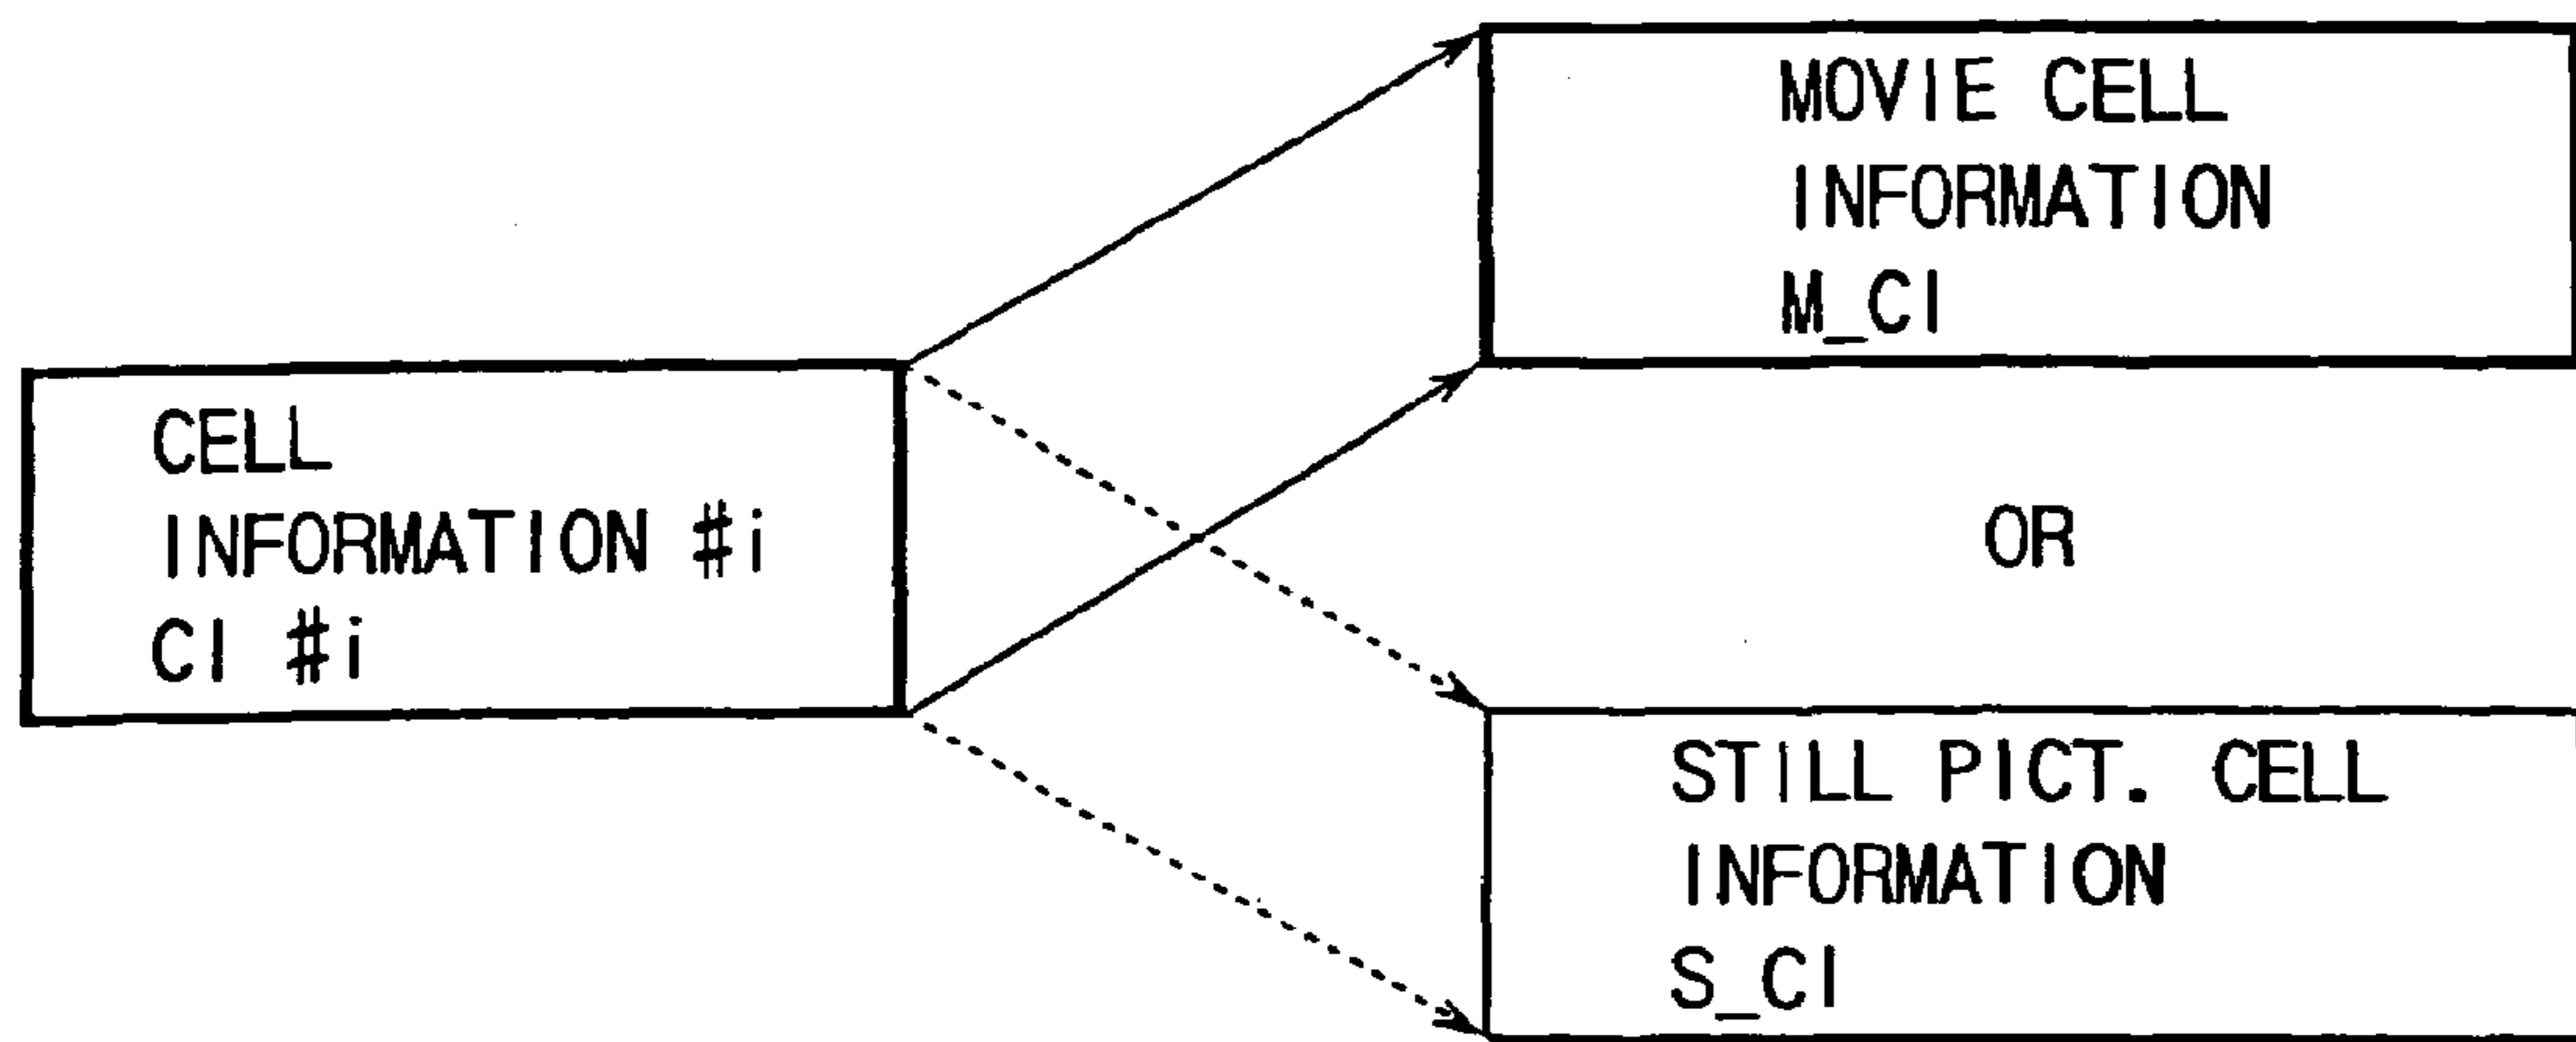 MOVIE CELL
INFORMATION
M_CI
CELL
INFORMATION #i
CI #i
OR
STILL PICT. CELL
INFORMATION
S_CI